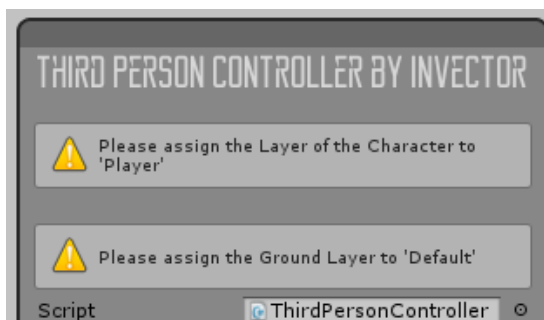 THIRD PERSON CONTROLLER BY INVECTOR
Please assign the Layer of the Character to
'Player'
Please assign the Ground Layer to 'Default'
Script ThirdPersonController